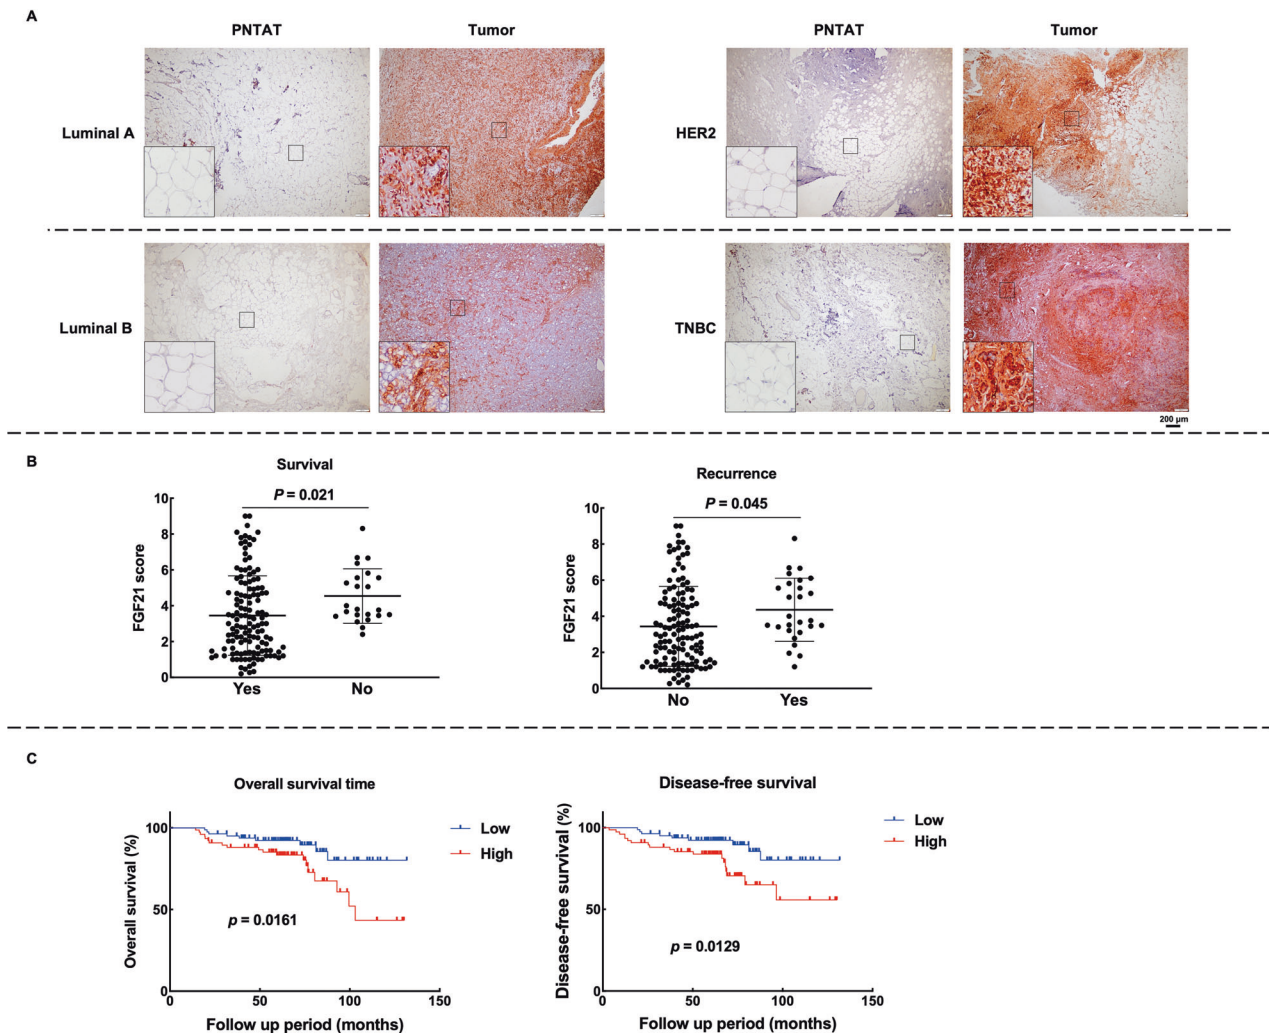 A
PNTAT
Tumor
PNTAT
Tumor
Luminal A
HER2
Luminal B
TNBC
200 μm
B
Survival
P = 0.021
FGF21 score
10
8
6
4
2
0
Yes
No
Recurrence
P = 0.045
FGF21 score
10
8
6
4
2
0
No
Yes
C
Overall survival time
Overall survival (%)
100
50
0
0
50
100
150
p = 0.0161
Low
High
Follow up period (months)
Disease-free survival
Disease-free survival (%)
100
50
0
0
50
100
150
p = 0.0129
Low
High
Follow up period (months)